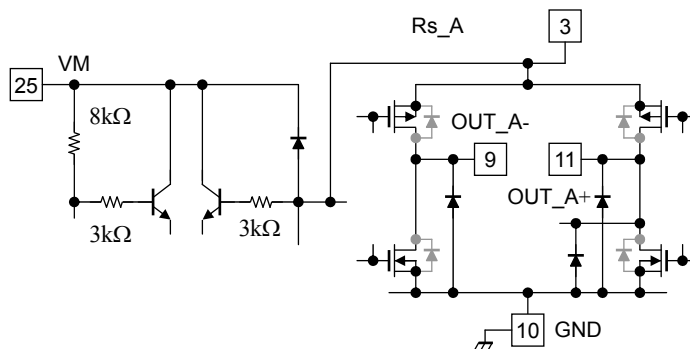 Rs_A
3
VM
25
8kΩ
OUT_A-
9
11
OUT_A+
3kΩ
3kΩ
10
GND